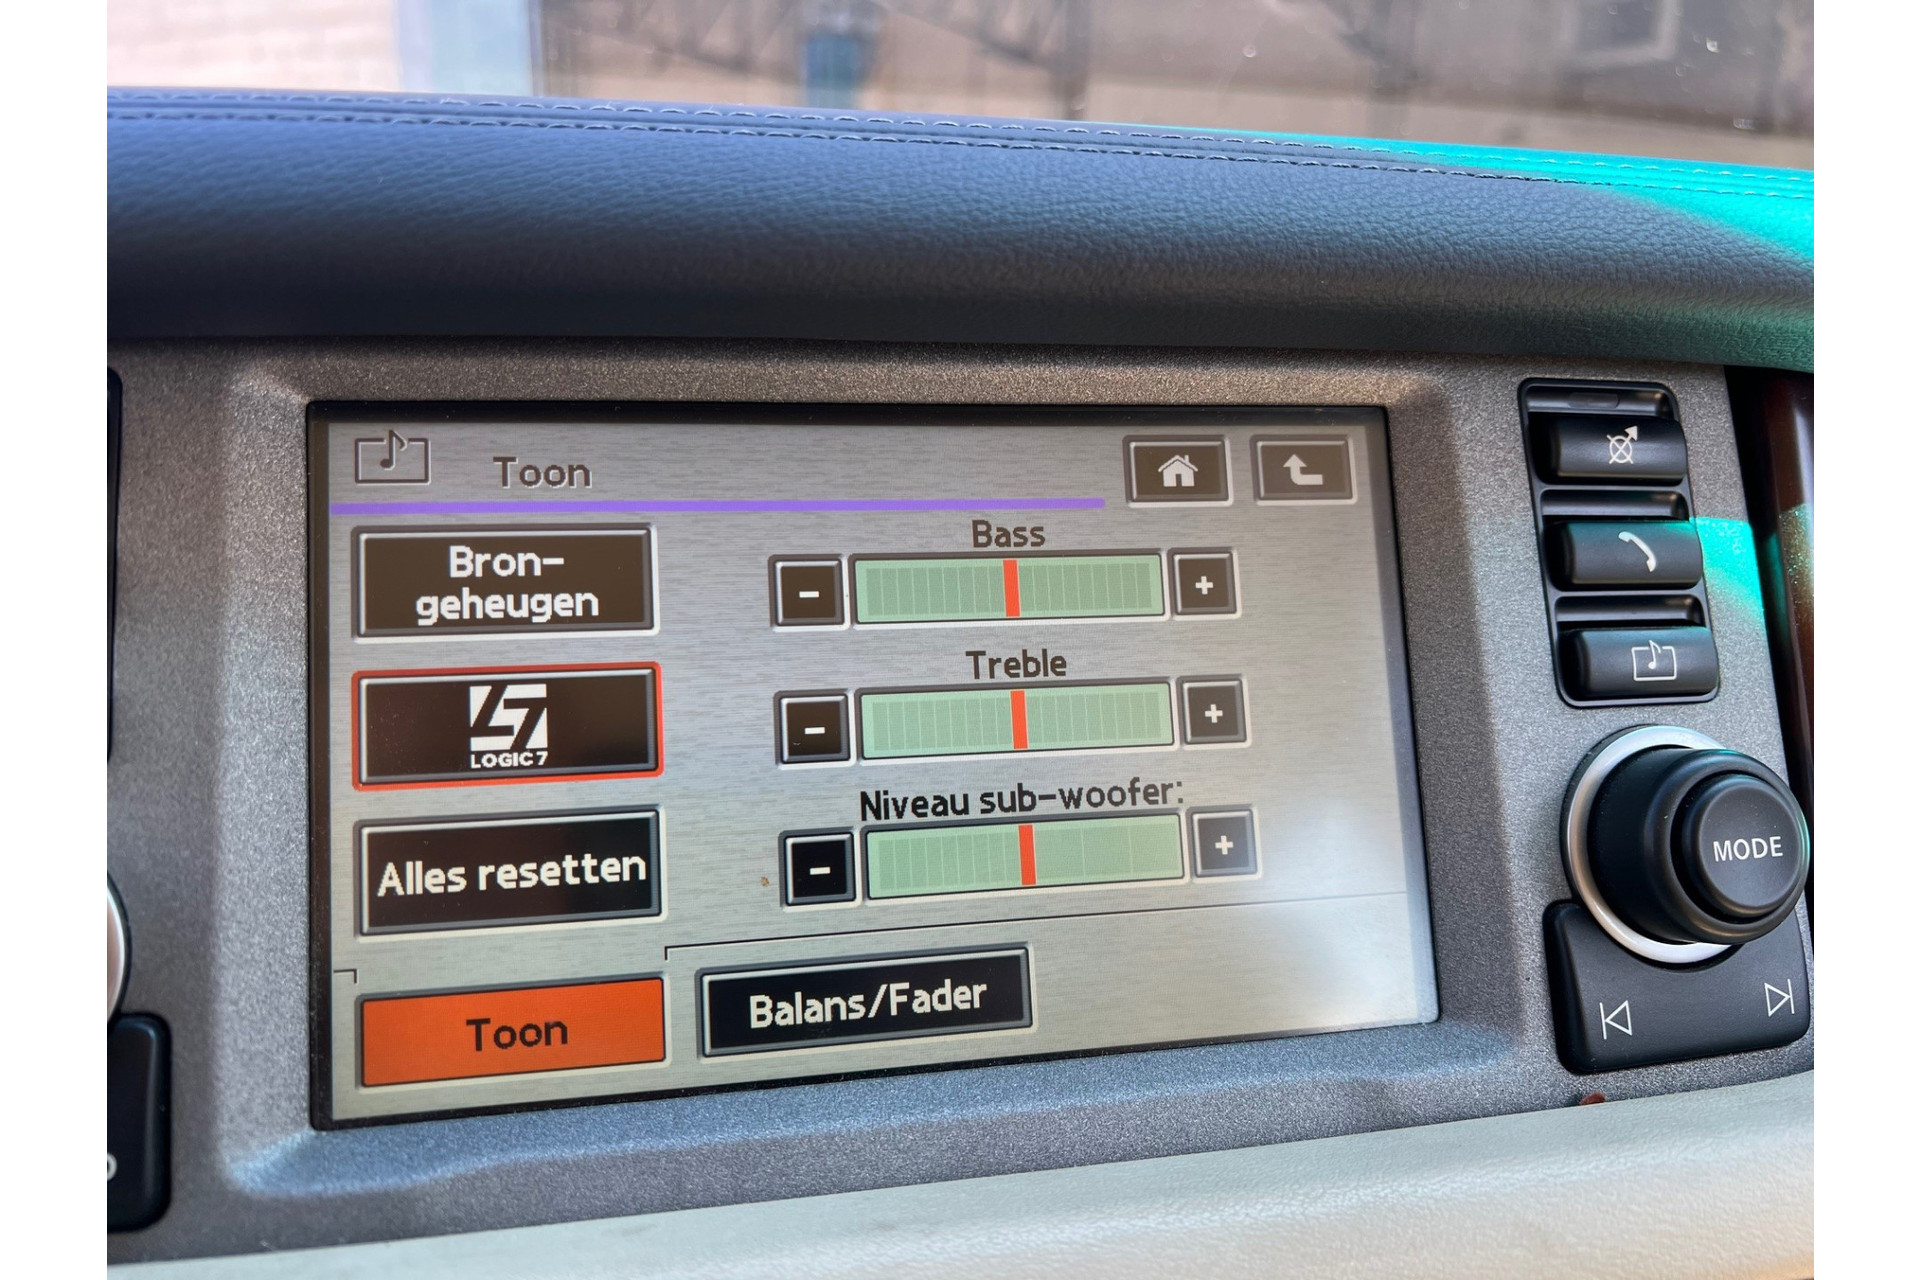 Toon
Bron-
geheugen
LOGIC 7
Alles resetten
Bass
-
+
Treble
-
+
Niveau sub-woofer:
-
+
Toon
Balans/Fader
MODE